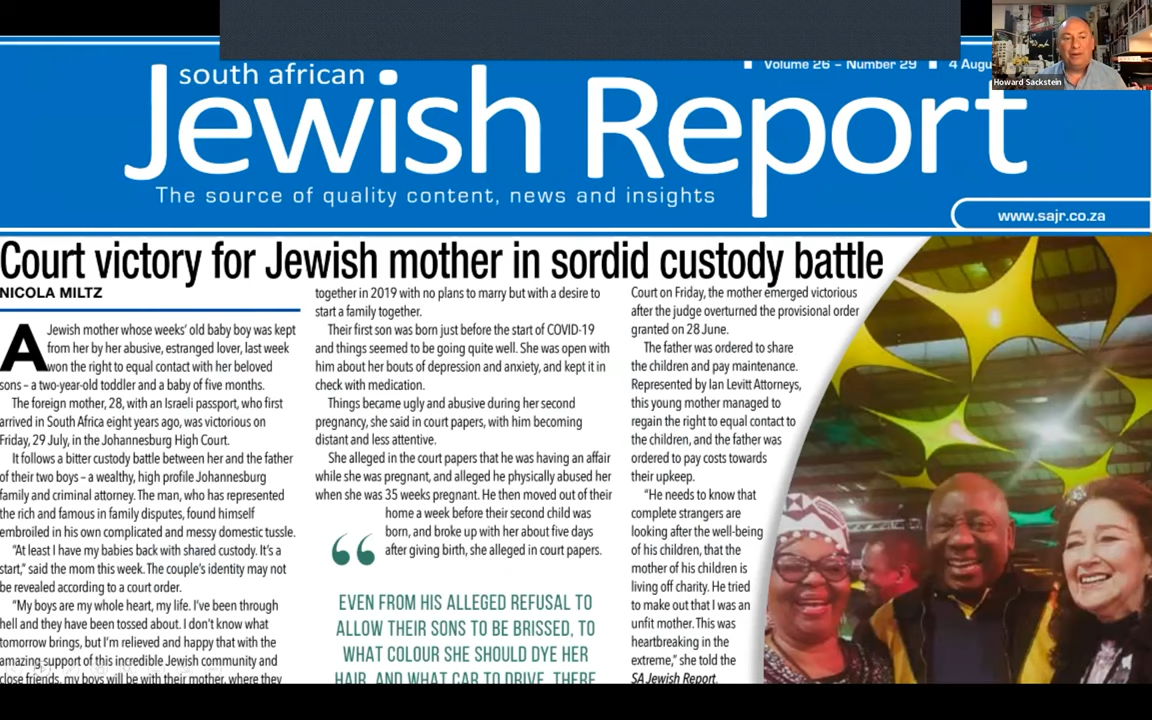 Howard Sackstein
Volume 26 – Number 29 ■ 4 Augu
south african
Jewish Report
The source of quality content, news and insights
www.sajr.co.za
Court victory for Jewish mother in sordid custody battle
NICOLA MILTZ
A Jewish mother whose weeks' old baby boy was kept
from her by her abusive, estranged lover, last week
won the right to equal contact with her beloved
sons – a two-year-old toddler and a baby of five months.
The foreign mother, 28, with an Israeli passport, who first
arrived in South Africa eight years ago, was victorious on
Friday, 29 July, in the Johannesburg High Court.
It follows a bitter custody battle between her and the father
of their two boys – a wealthy, high profile Johannesburg
family and criminal attorney. The man, who has represented
the rich and famous in family disputes, found himself
embroiled in his own complicated and messy domestic tussle.
"At least I have my babies back with shared custody. It's a
start," said the mom this week. The couple's identity may not
be revealed according to a court order.
"My boys are my whole heart, my life. I've been through
hell and they have been tossed about. I don't know what
tomorrow brings, but I'm relieved and happy that with the
amazing support of this incredible Jewish community and
close friends, my boys will be with their mother, where they
together in 2019 with no plans to marry but with a desire to
start a family together.
Their first son was born just before the start of COVID-19
and things seemed to be going quite well. She was open with
him about her bouts of depression and anxiety, and kept it in
check with medication.
Things became ugly and abusive during her second
pregnancy, she said in court papers, with him becoming
distant and less attentive.
She alleged in the court papers that he was having an affair
while she was pregnant, and alleged he physically abused her
when she was 35 weeks pregnant. He then moved out of their
home a week before their second child was
born, and broke up with her about five days
after giving birth, she alleged in court papers.
“
EVEN FROM HIS ALLEGED REFUSAL TO
ALLOW THEIR SONS TO BE BRISSED, TO
WHAT COLOUR SHE SHOULD DYE HER
HAIR, AND WHAT CAR TO DRIVE, THERE
Court on Friday, the mother emerged victorious
after the judge overturned the provisional order
granted on 28 June.
The father was ordered to share
the children and pay maintenance.
Represented by Ian Levitt Attorneys,
this young mother managed to
regain the right to equal contact to
the children, and the father was
ordered to pay costs towards
their upkeep.
"He needs to know that
complete strangers are
looking after the well-being
of his children, that the
mother of his children is
living off charity. He tried
to make out that I was an
unfit mother. This was
heartbreaking in the
extreme," she told the
SA Jewish Report.